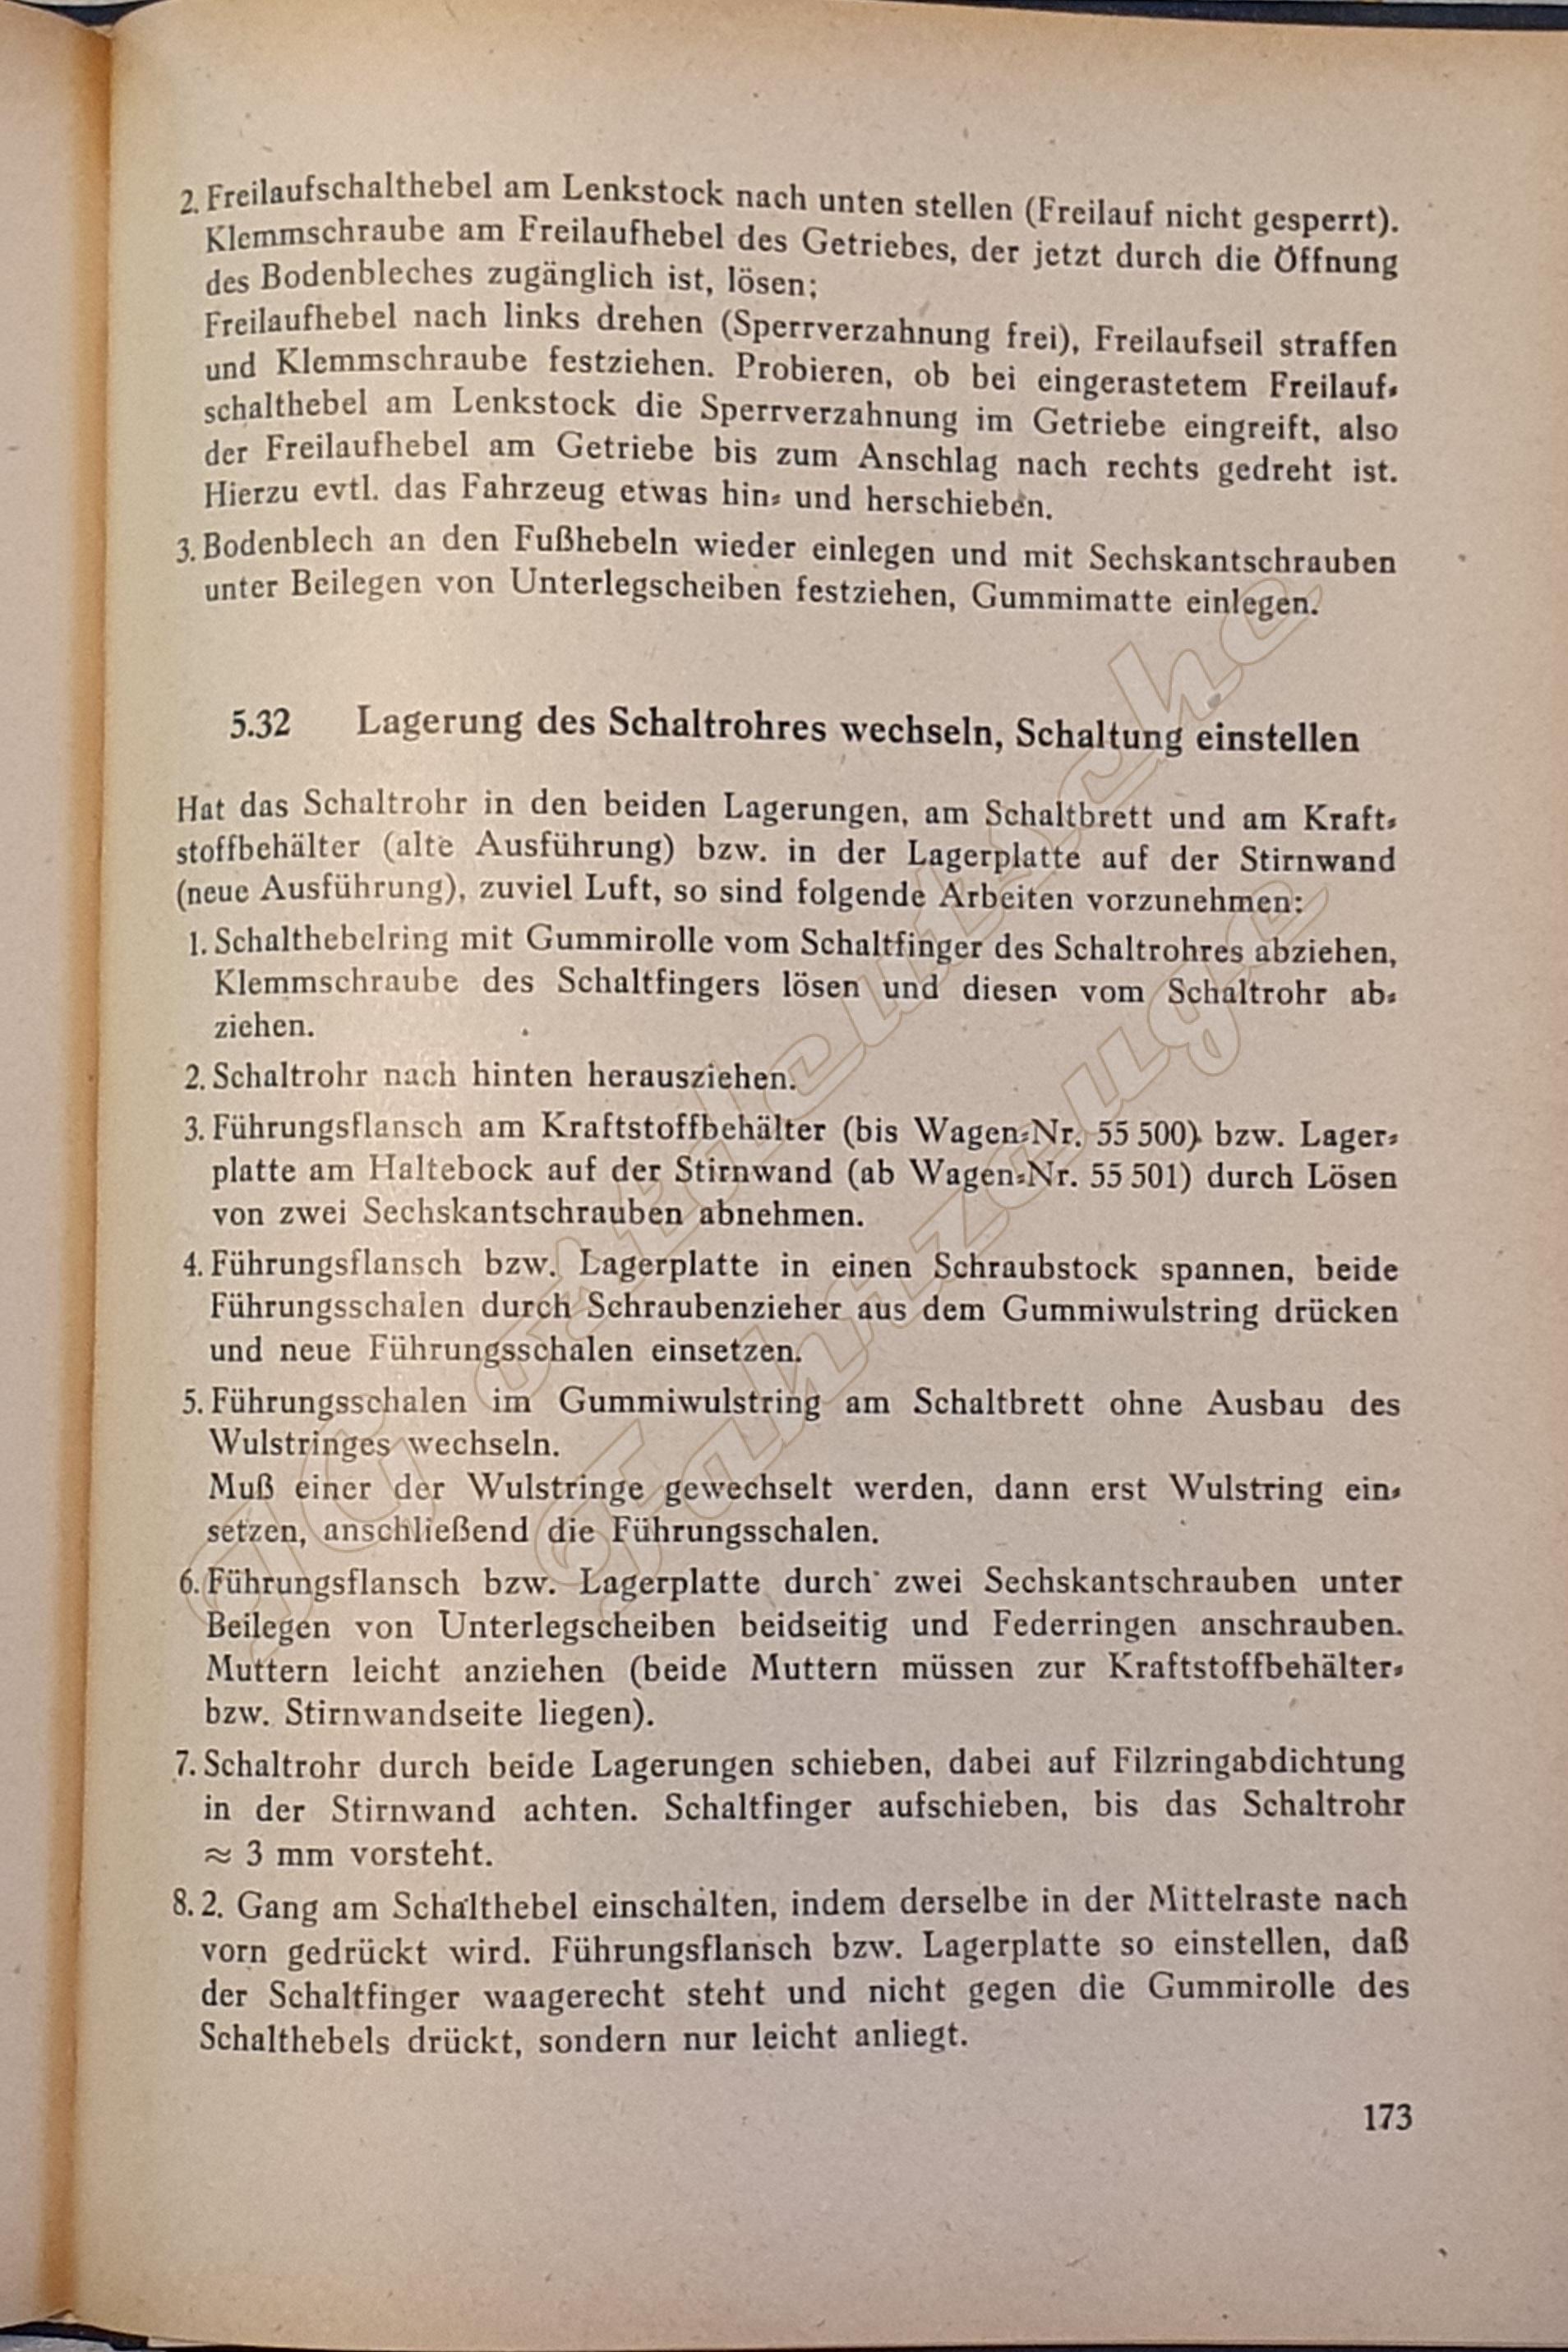 2. Freilaufschalthebel am Lenkstock nach unten stellen (Freilauf nicht gesperrt).
Klemmschraube am Freilaufhebel des Getriebes, der jetzt durch die Öffnung
des Bodenbleches zugänglich ist, lösen;
Freilaufhebel nach links drehen (Sperrverzahnung frei), Freilaufseil straffen
und Klemmschraube festziehen. Probieren, ob bei eingerastetem Freilauf-
schalthebel am Lenkstock die Sperrverzahnung im Getriebe eingreift, also
der Freilaufhebel am Getriebe bis zum Anschlag nach rechts gedreht ist.
Hierzu evtl. das Fahrzeug etwas hin- und herschieben.
3. Bodenblech an den Fußhebeln wieder einlegen und mit Sechskantschrauben
unter Beilegen von Unterlegscheiben festziehen, Gummimatte einlegen.
5.32 Lagerung des Schaltrohres wechseln, Schaltung einstellen
Hat das Schaltrohr in den beiden Lagerungen, am Schaltbrett und am Kraft-
stoffbehälter (alte Ausführung) bzw. in der Lagerplatte auf der Stirnwand
(neue Ausführung), zuviel Luft, so sind folgende Arbeiten vorzunehmen:
1. Schalthebelring mit Gummirolle vom Schaltfinger des Schaltrohres abziehen,
Klemmschraube des Schaltfingers lösen und diesen vom Schaltrohr ab-
ziehen.
2. Schaltrohr nach hinten herausziehen.
3. Führungsflansch am Kraftstoffbehälter (bis Wagen-Nr. 55 500) bzw. Lager-
platte am Haltebock auf der Stirnwand (ab Wagen-Nr. 55 501) durch Lösen
von zwei Sechskantschrauben abnehmen.
4. Führungsflansch bzw. Lagerplatte in einen Schraubstock spannen, beide
Führungsschalen durch Schraubenzieher aus dem Gummiwulstring drücken
und neue Führungsschalen einsetzen.
5. Führungsschalen im Gummiwulstring am Schaltbrett ohne Ausbau des
Wulstringes wechseln.
Muß einer der Wulstringe gewechselt werden, dann erst Wulstring ein-
setzen, anschließend die Führungsschalen.
6. Führungsflansch bzw. Lagerplatte durch zwei Sechskantschrauben unter
Beilegen von Unterlegscheiben beidseitig und Federringen anschrauben.
Muttern leicht anziehen (beide Muttern müssen zur Kraftstoffbehälter-
bzw. Stirnwandseite liegen).
7. Schaltrohr durch beide Lagerungen schieben, dabei auf Filzringabdichtung
in der Stirnwand achten. Schaltfinger aufschieben, bis das Schaltrohr
≈ 3 mm vorsteht.
8. 2. Gang am Schalthebel einschalten, indem derselbe in der Mittelraste nach
vorn gedrückt wird. Führungsflansch bzw. Lagerplatte so einstellen, daß
der Schaltfinger waagerecht steht und nicht gegen die Gummirolle des
Schalthebels drückt, sondern nur leicht anliegt.
173
IG ostdeutsche
Fahrzeuge